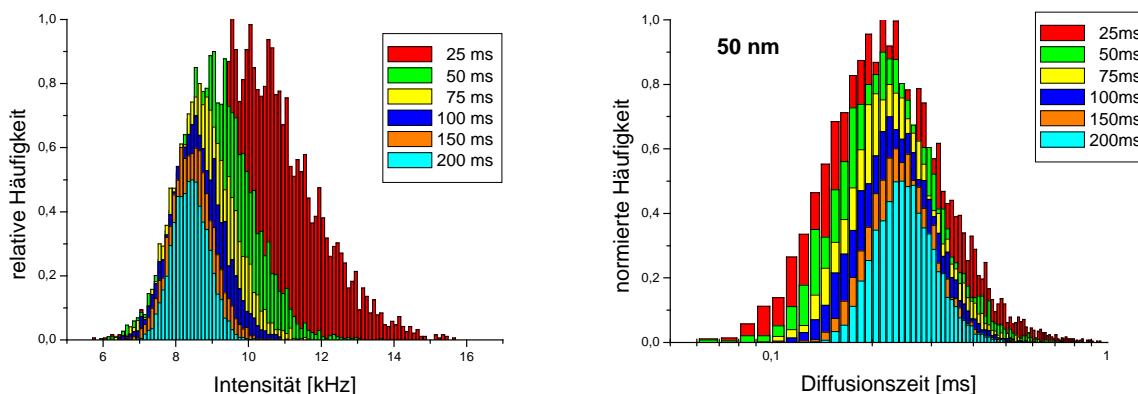 1,0
0,8
0,6
0,4
0,2
0,0
relative Häufigkeit
6 8 10 12 14 16
Intensität [kHz]
25 ms
50 ms
75 ms
100 ms
150 ms
200 ms
1,0
0,8
0,6
0,4
0,2
0,0
normierte Häufigkeit
50 nm
0,1 1
Diffusionszeit [ms]
25ms
50ms
75ms
100ms
150ms
200ms